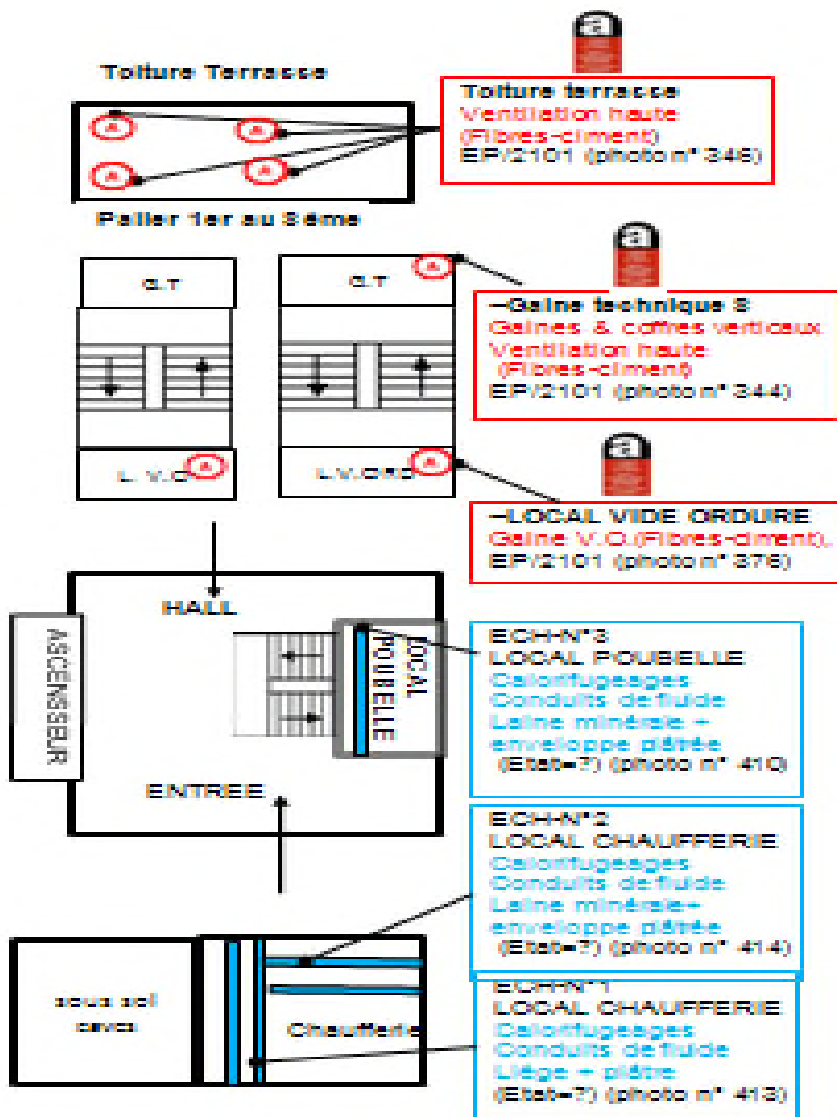 a
Toiture Terrasse
Toiture terrasse
Ventilation haute
(Fibres-ciment)
EP/2101 (photo n° 346)
A
A
A
A
Palier 1er au 8éme
a
G.T
G.T
A
–Gaine technique 8
Gaines & coffres verticaux
Ventilation haute
(Fibres-ciment)
EP/2101 (photo n° 344)
a
L. V.O
A
L.V.ORD
A
–LOCAL VIDE ORDURE
Gaine V.O.(Fibres-ciment),
EP/2101 (photo n° 376)
HALL
ASCENSSEUR
LOCAL
POUBELLE
ENTREE
ECH-N°3
LOCAL POUBELLE
Calorifugeages
Conduits de fluide
Laine minérale +
enveloppe plâtrée
(Etat=?) (photo n° 410)
ECH-N°2
LOCAL CHAUFFERIE
Calorifugeages
Conduits de fluide
Laine minérale+
enveloppe plâtrée
(Etat=?) (photo n° 414)
sous sol
caves
Chaufferie
ECH-N°1
LOCAL CHAUFFERIE
Calorifugeages
Conduits de fluide
Liège + plâtre
(Etat=?) (photo n° 413)